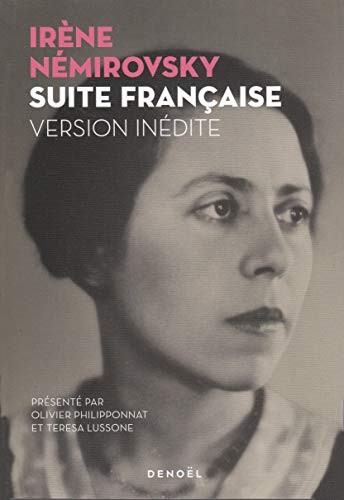 IRÈNE
NÉMIROVSKY
SUITE FRANÇAISE
VERSION INÉDITE
PRÉSENTÉ PAR
OLIVIER PHILIPPONNAT
ET TERESA LUSSONE
DENOËL